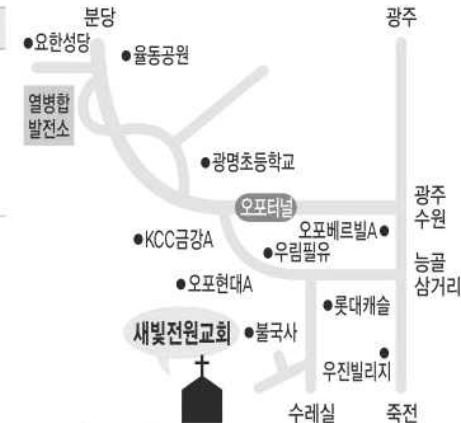 분당
광주
요한성당
율동공원
열병합
발전소
광명초등학교
오포터널
광주
수원
오포베르빌A
KCC금강A
우림필유
능골
삼거리
오포현대A
롯대캐슬
새빛전원교회
불국사
우진빌리지
수레실
죽전